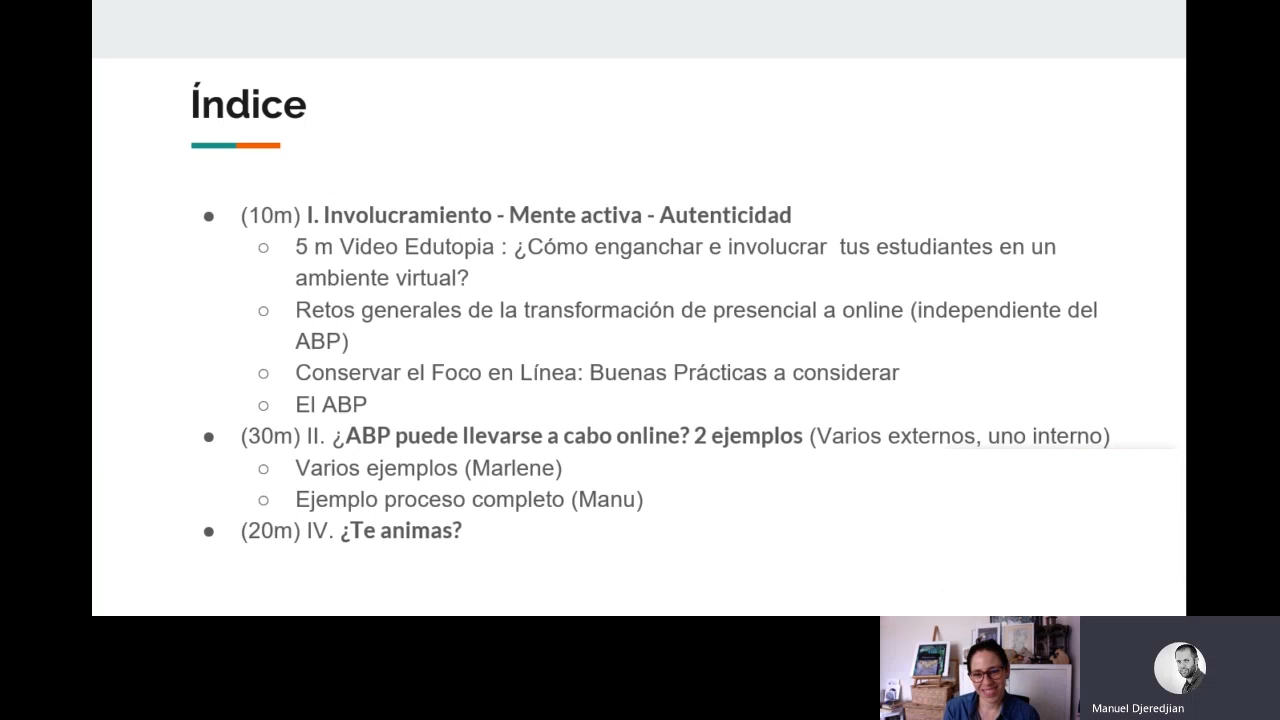 Índice
● (10m) I. Involucramiento - Mente activa - Autenticidad
○ 5 m Video Edutopia : ¿Cómo enganchar e involucrar tus estudiantes en un
ambiente virtual?
○ Retos generales de la transformación de presencial a online (independiente del
ABP)
○ Conservar el Foco en Línea: Buenas Prácticas a considerar
○ El ABP
● (30m) II. ¿ABP puede llevarse a cabo online? 2 ejemplos (Varios externos, uno interno)
○ Varios ejemplos (Marlene)
○ Ejemplo proceso completo (Manu)
● (20m) IV. ¿Te animas?
Manuel Djeredjian